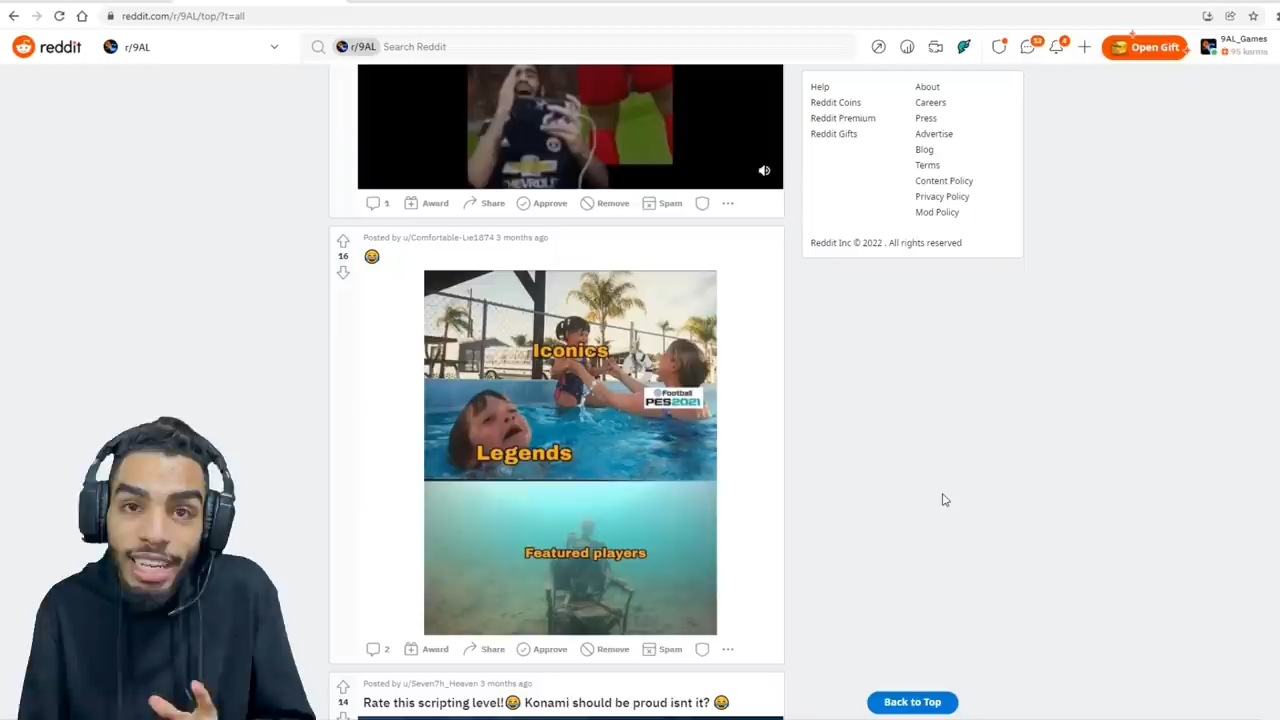 reddit.com/r/9AL/top/?t=all
reddit
r/9AL
r/9AL Search Reddit
13
4
Open Gift
9AL_Games
95 karma
CHEVROLET
1 Award Share Approve Remove Spam
Help
About
Reddit Coins
Careers
Reddit Premium
Press
Reddit Gifts
Advertise
Blog
Terms
Content Policy
Privacy Policy
Mod Policy
Reddit Inc © 2022 . All rights reserved
Posted by u/Comfortable-Lie1874 3 months ago
16
😂
Iconics
eFootball
PES2021
Legends
Featured players
2 Award Share Approve Remove Spam
Posted by u/Seven7h_Heaven 3 months ago
14
Rate this scripting level!😂 Konami should be proud isnt it? 😂
Back to Top